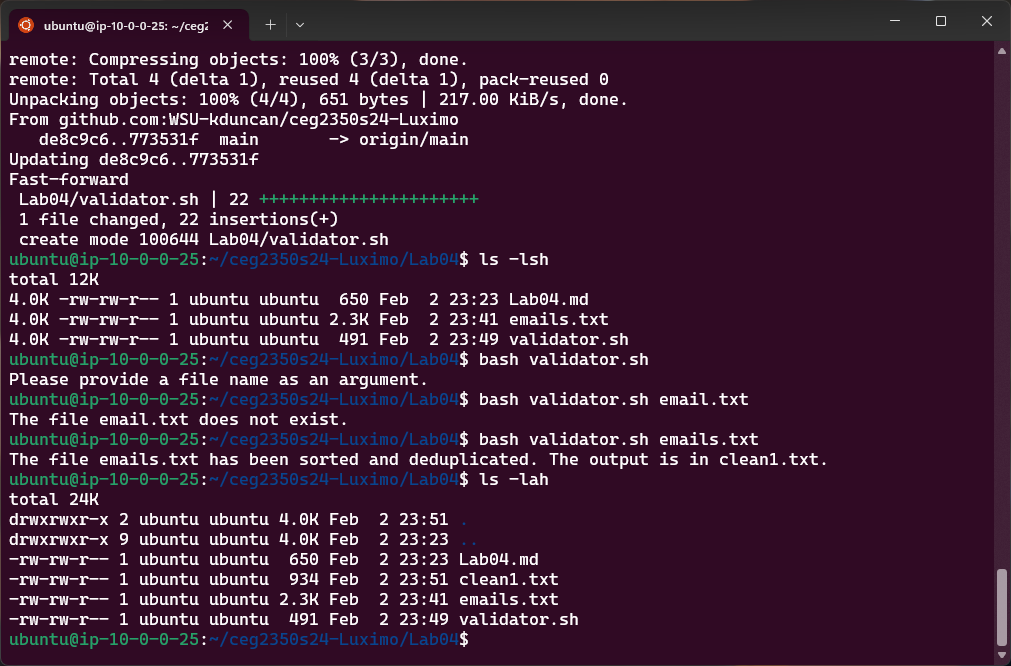 ubuntu@ip-10-0-0-25: ~/ceg2
remote: Compressing objects: 100% (3/3), done.
remote: Total 4 (delta 1), reused 4 (delta 1), pack-reused 0
Unpacking objects: 100% (4/4), 651 bytes | 217.00 KiB/s, done.
From github.com:WSU-kduncan/ceg2350s24-Luximo
   de8c9c6..773531f  main       -> origin/main
Updating de8c9c6..773531f
Fast-forward
 Lab04/validator.sh | 22 ++++++++++++++++++++++
 1 file changed, 22 insertions(+)
 create mode 100644 Lab04/validator.sh
ubuntu@ip-10-0-0-25:~/ceg2350s24-Luximo/Lab04$ ls -lsh
total 12K
4.0K -rw-rw-r-- 1 ubuntu ubuntu  650 Feb  2 23:23 Lab04.md
4.0K -rw-rw-r-- 1 ubuntu ubuntu 2.3K Feb  2 23:41 emails.txt
4.0K -rw-rw-r-- 1 ubuntu ubuntu  491 Feb  2 23:49 validator.sh
ubuntu@ip-10-0-0-25:~/ceg2350s24-Luximo/Lab04$ bash validator.sh
Please provide a file name as an argument.
ubuntu@ip-10-0-0-25:~/ceg2350s24-Luximo/Lab04$ bash validator.sh email.txt
The file email.txt does not exist.
ubuntu@ip-10-0-0-25:~/ceg2350s24-Luximo/Lab04$ bash validator.sh emails.txt
The file emails.txt has been sorted and deduplicated. The output is in clean1.txt.
ubuntu@ip-10-0-0-25:~/ceg2350s24-Luximo/Lab04$ ls -lah
total 24K
drwxrwxr-x 2 ubuntu ubuntu 4.0K Feb  2 23:51 .
drwxrwxr-x 9 ubuntu ubuntu 4.0K Feb  2 23:23 ..
-rw-rw-r-- 1 ubuntu ubuntu  650 Feb  2 23:23 Lab04.md
-rw-rw-r-- 1 ubuntu ubuntu  934 Feb  2 23:51 clean1.txt
-rw-rw-r-- 1 ubuntu ubuntu 2.3K Feb  2 23:41 emails.txt
-rw-rw-r-- 1 ubuntu ubuntu  491 Feb  2 23:49 validator.sh
ubuntu@ip-10-0-0-25:~/ceg2350s24-Luximo/Lab04$